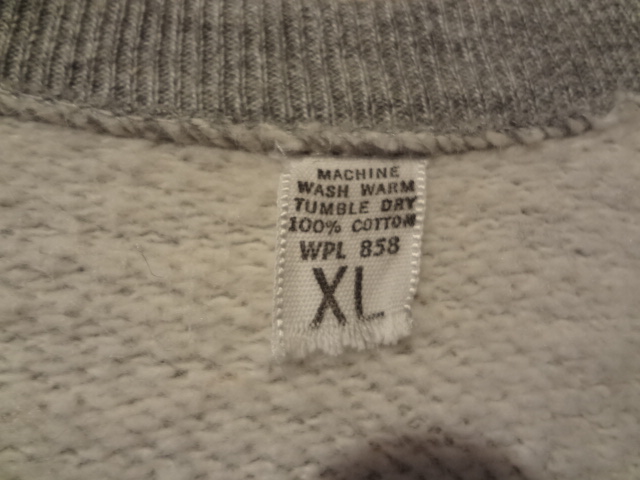 MACHINE
WASH WARM
TUMBLE DRY
100% COTTON
WPL 858
XL